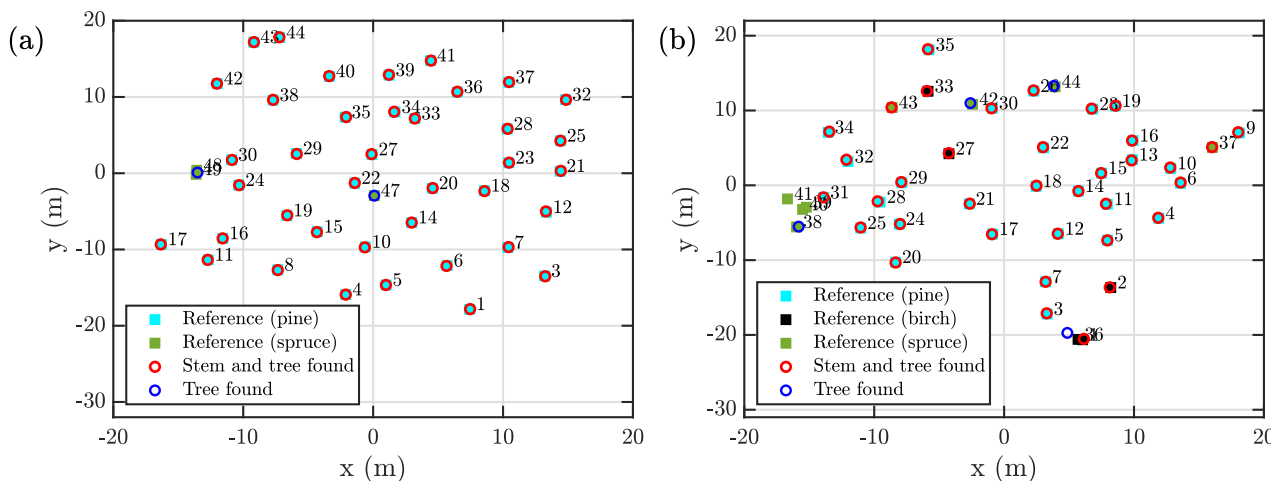 (a)
20
10
0
-10
-20
-30
y (m)
43 44
41
40 39 37
42 36
38 32
34
35 33
28
25
29 27
30 23
48
49 21
24 22 20 18
47
19 12
15 14
17 16 10 7
11
8 6
5 3
4
1
Reference (pine)
Reference (spruce)
Stem and tree found
Tree found
-20 -10 0 10 20
x (m)
(b)
20
10
0
-10
-20
-30
y (m)
35
33 44
43 42 30 19
34 9
16
27 22 37
32 13
10
15
29 18 6
41 31 14
28 21 11
38 25 24 4
17 12 5
20
7 2
3
36
Reference (pine)
Reference (birch)
Reference (spruce)
Stem and tree found
Tree found
-20 -10 0 10 20
x (m)